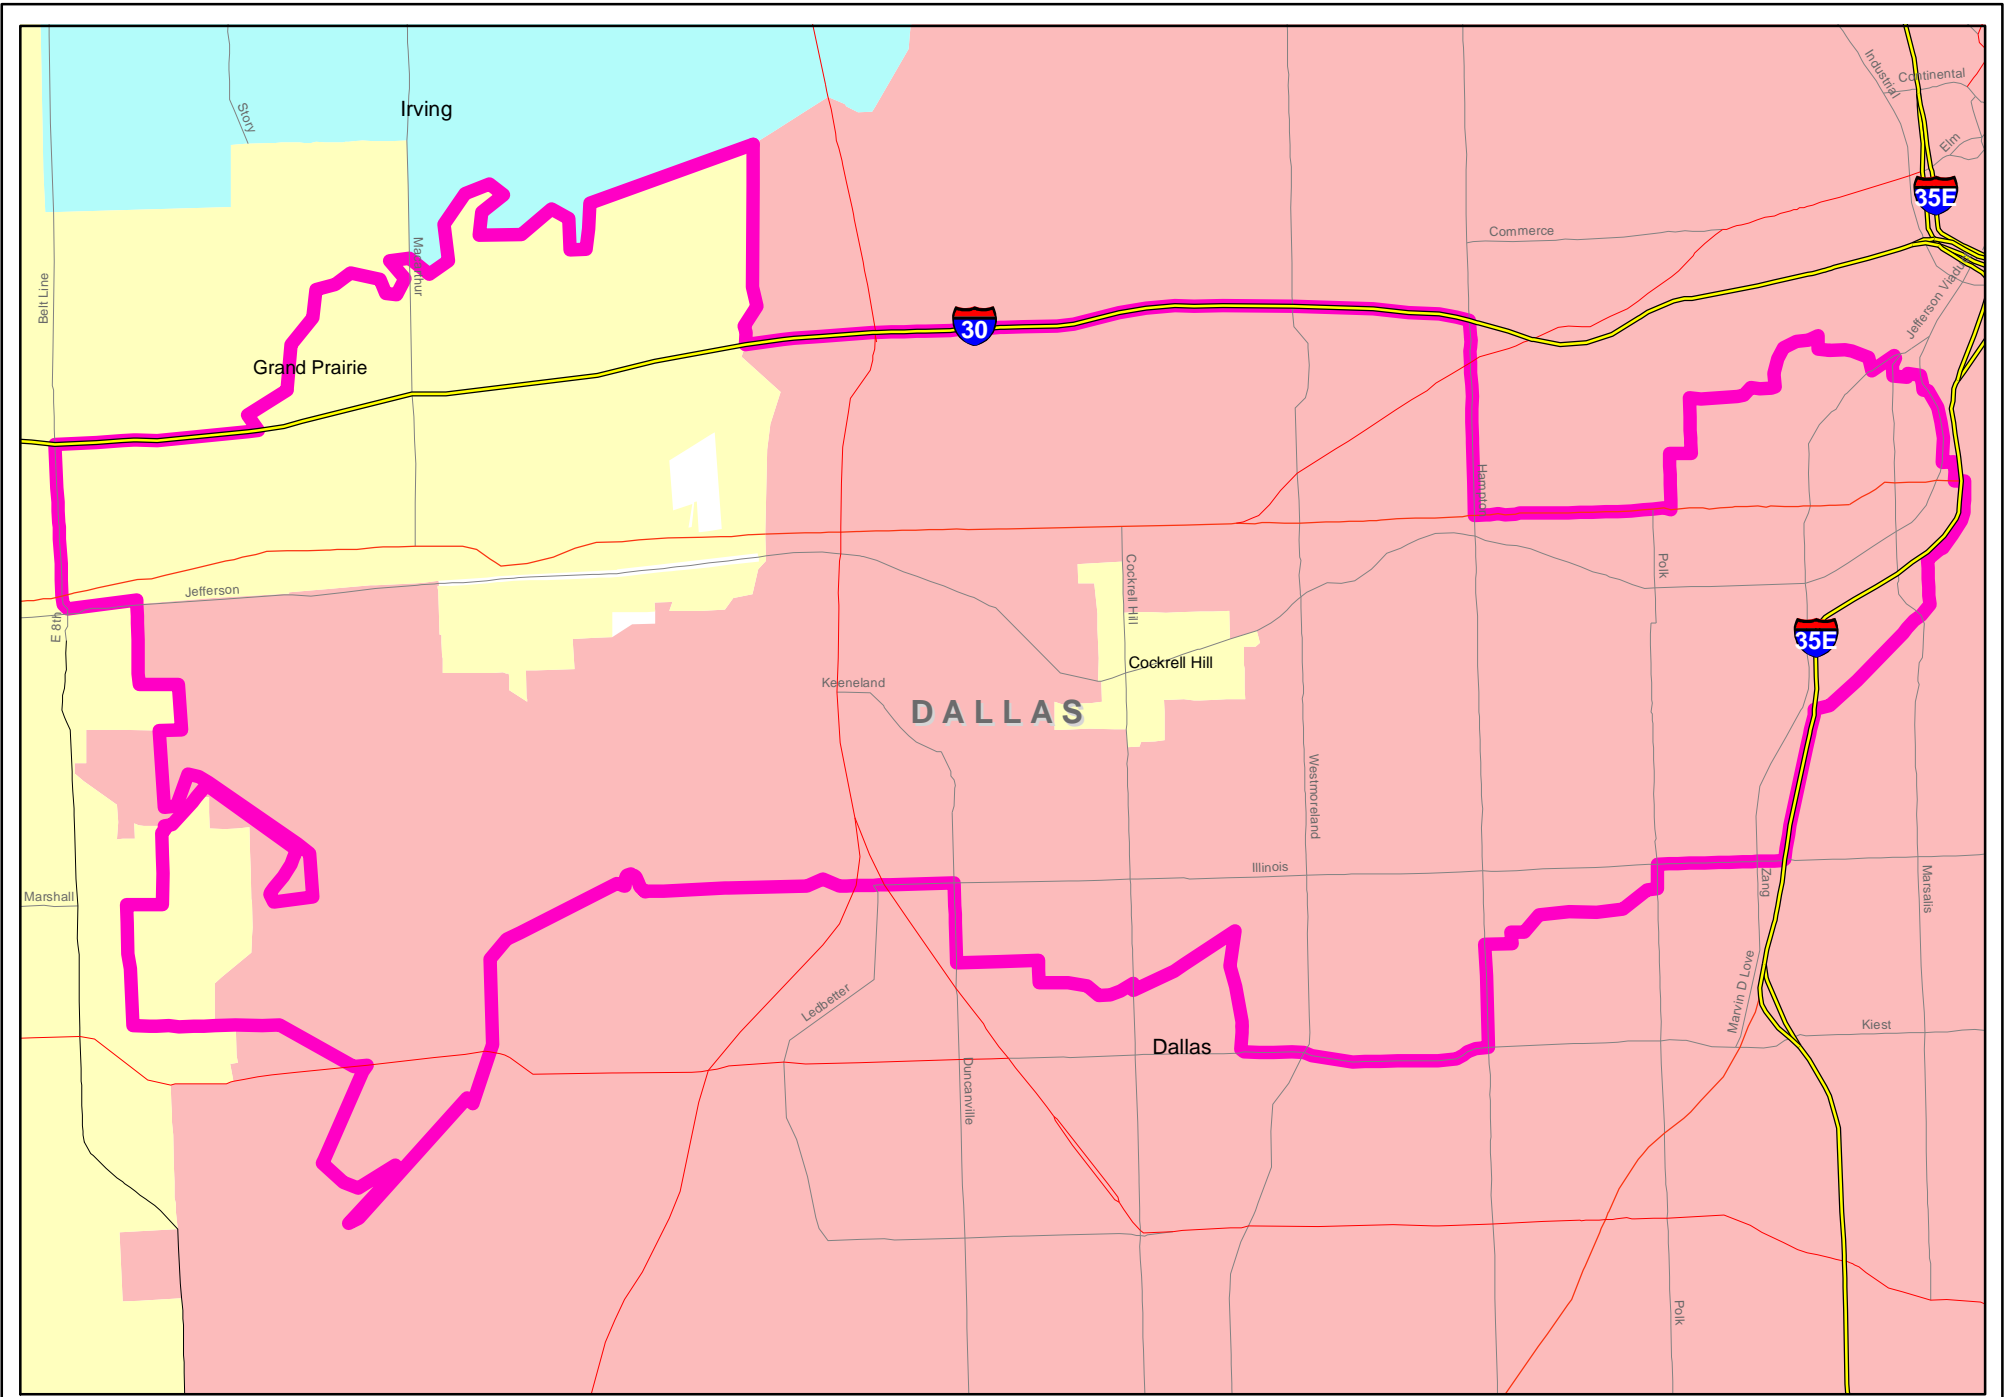 Industrial
Continental
Story
Irving
Elm
35E
Commerce
Belt Line
Jefferson Viaduct
30
Grand Prairie
Hampton
Jefferson
E 8th
Cockrell Hill
Polk
35E
Cockrell Hill
Keeneland
DALLAS
Westmoreland
Illinois
Zang
Marsalis
Marshall
Ledbetter
Marvin D Love
Kiest
Dallas
Duncanville
Polk